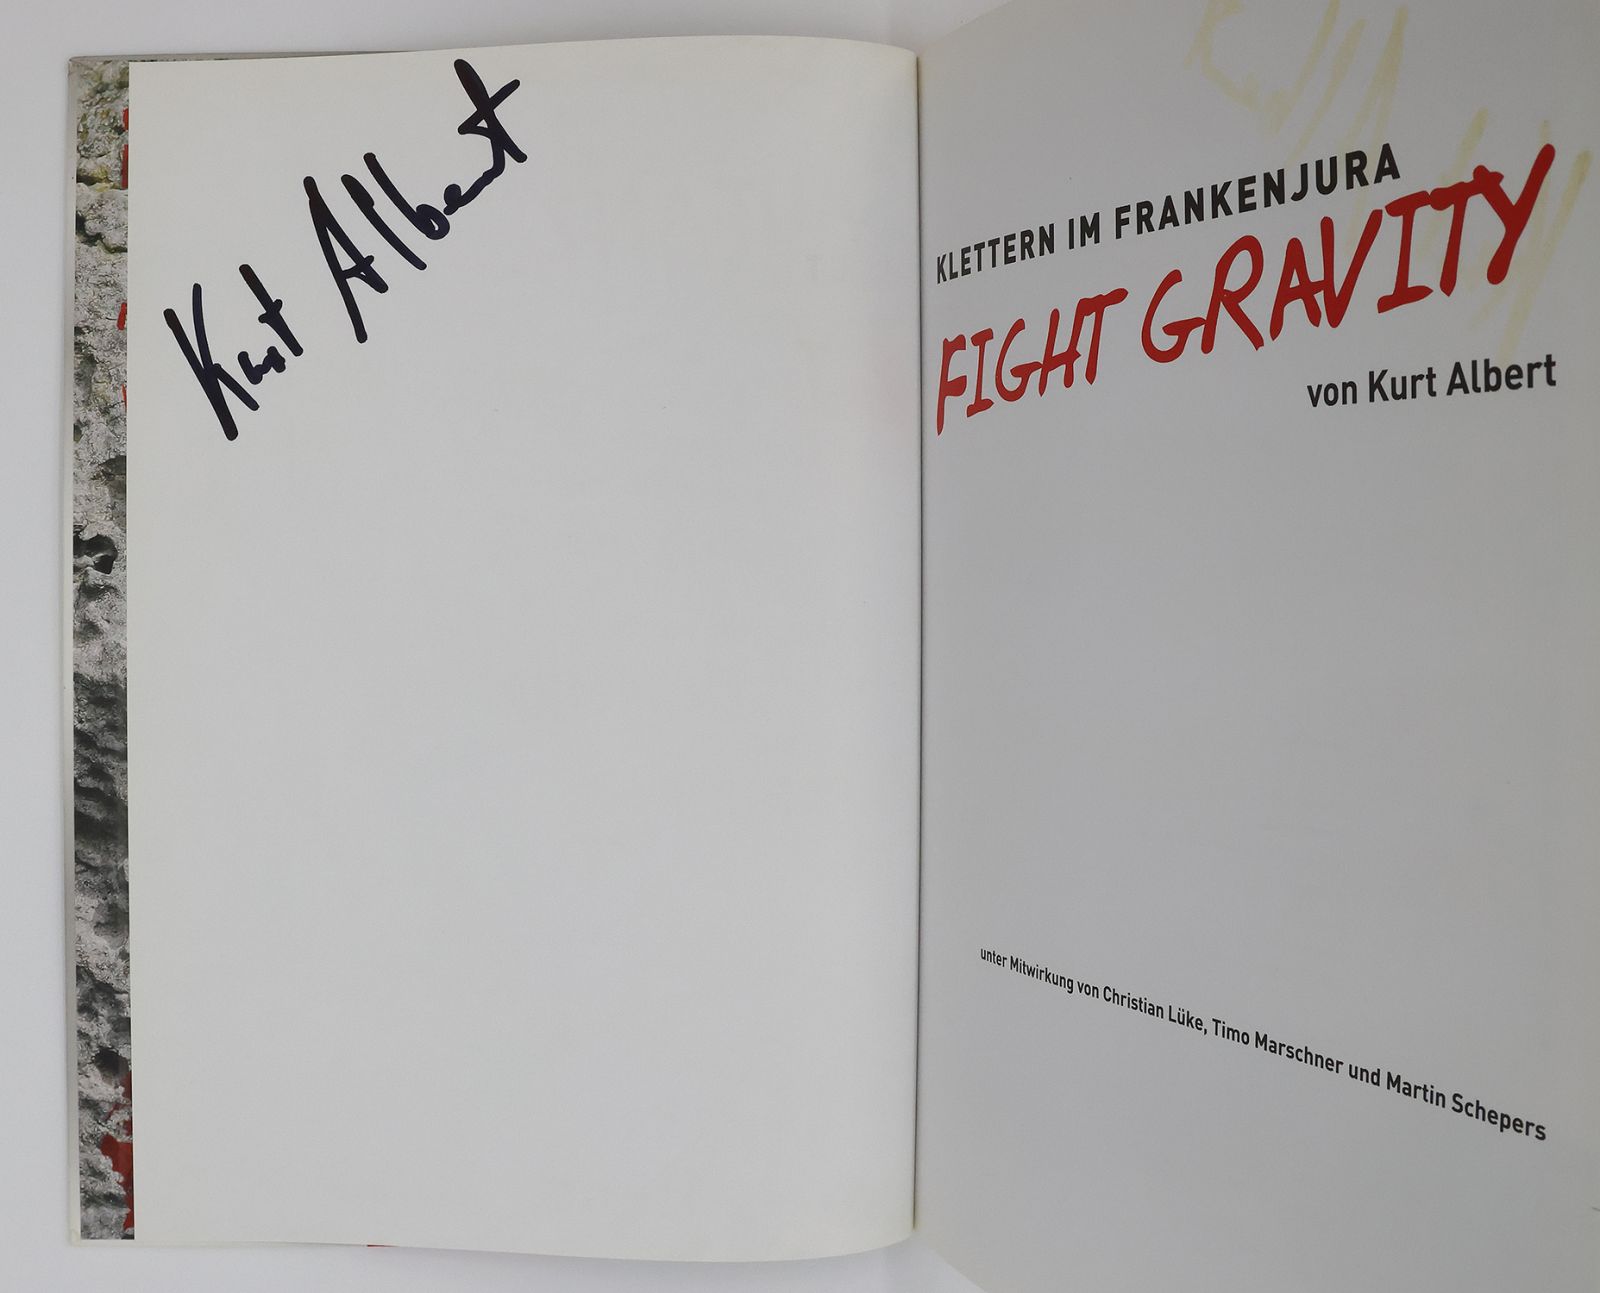 Kurt Albert
KLETTERN IM FRANKENJURA
FIGHT GRAVITY
von Kurt Albert
unter Mitwirkung von Christian Lüke, Timo Marschner und Martin Schepers